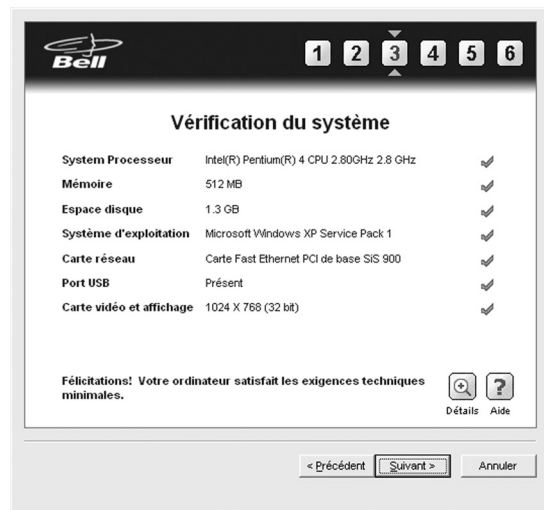 Bell
1 2 3 4 5 6
Vérification du système
System Processeur Intel(R) Pentium(R) 4 CPU 2.80GHz 2.8 GHz
Mémoire 512 MB
Espace disque 1.3 GB
Système d'exploitation Microsoft Windows XP Service Pack 1
Carte réseau Carte Fast Ethernet PCI de base SiS 900
Port USB Présent
Carte vidéo et affichage 1024 X 768 (32 bit)
Félicitations! Votre ordinateur satisfait les exigences techniques
minimales.
?
Détails Aide
< Précédent Suivant > Annuler